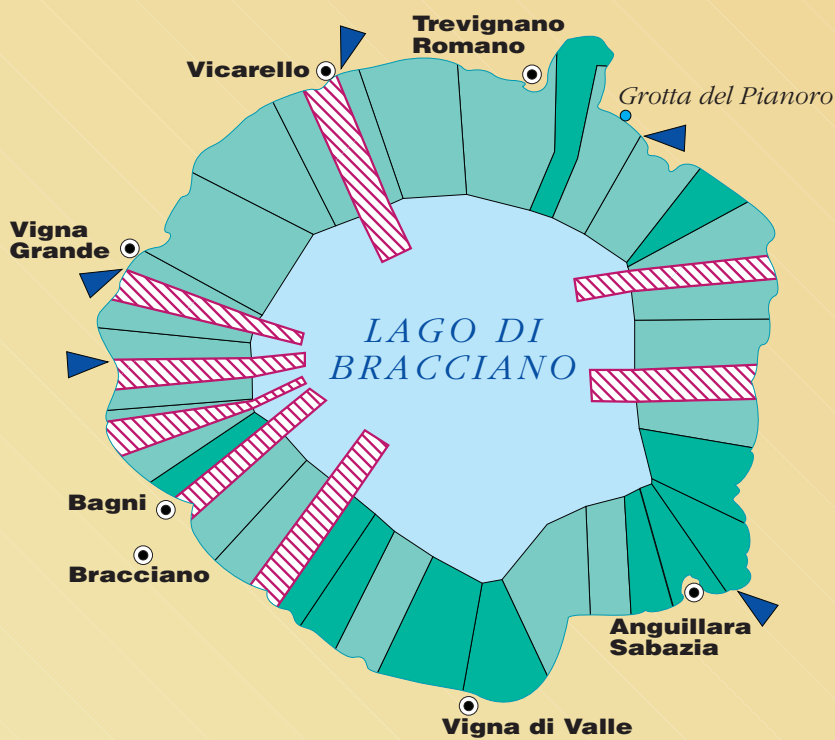 Trevignano
Romano
Vicarello
Grotta del Pianoro
Vigna
Grande
LAGO DI
BRACCIANO
Bagni
Bracciano
Anguillara
Sabazia
Vigna di Valle